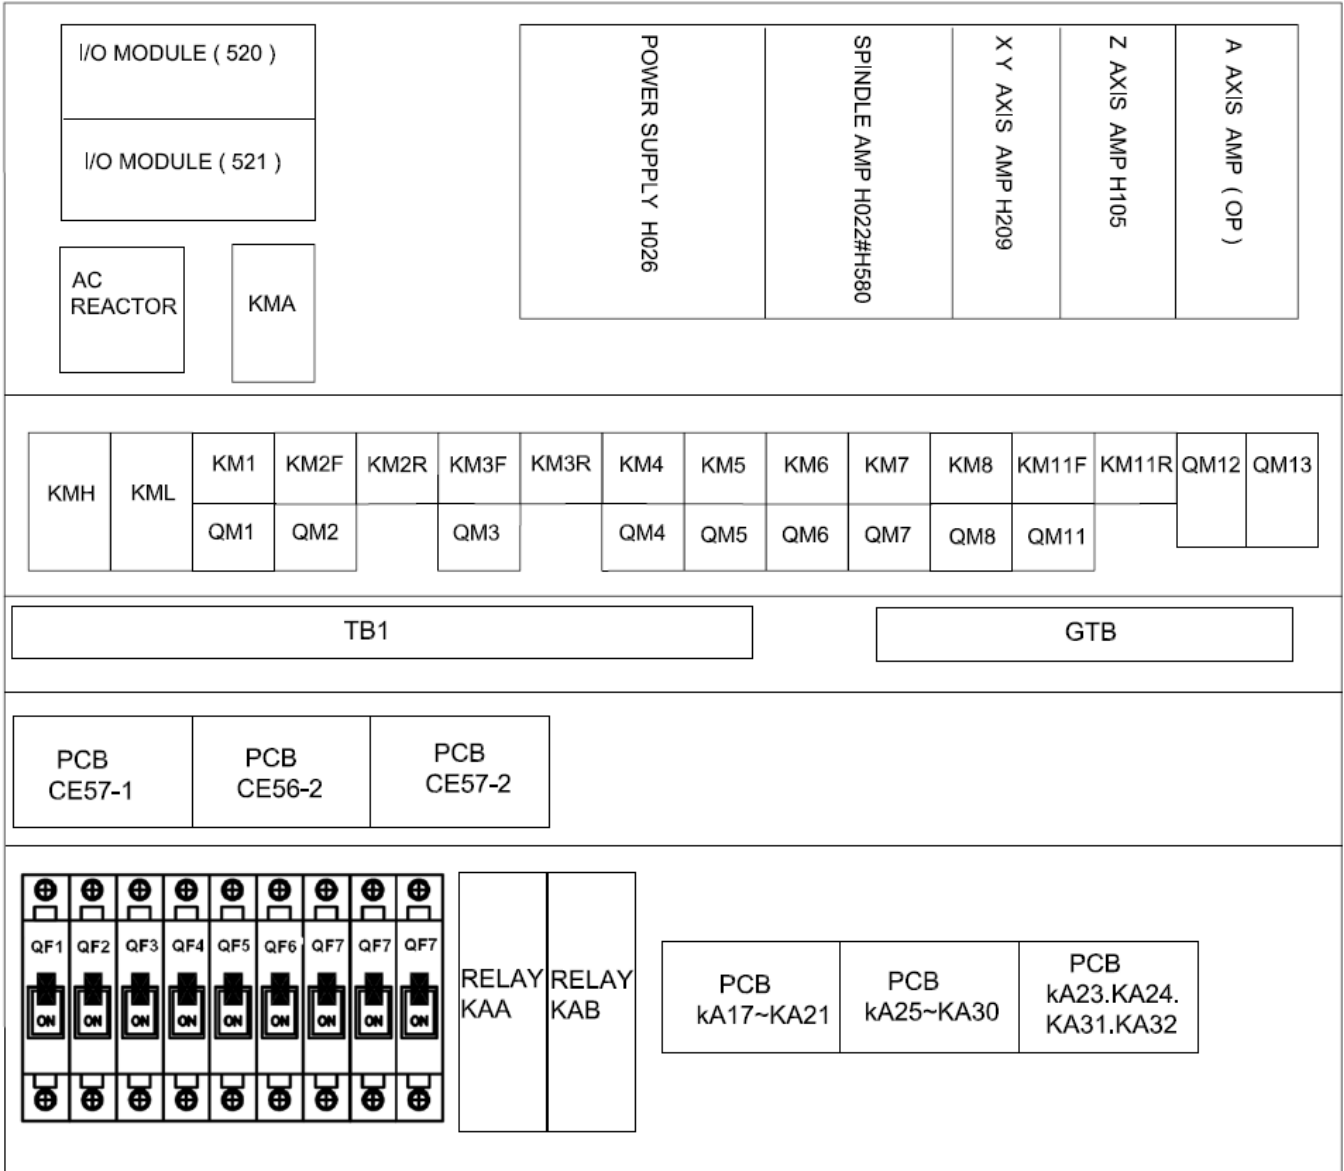 I/O MODULE ( 520 )
I/O MODULE ( 521 )
AC
REACTOR
KMA
POWER SUPPLY H026
SPINDLE AMP H022#H580
X Y AXIS AMP H209
Z AXIS AMP H105
A AXIS AMP ( OP )
KMH
KML
KM1
KM2F
KM2R
KM3F
KM3R
KM4
KM5
KM6
KM7
KM8
KM11F
KM11R
QM12
QM13
QM1
QM2
QM3
QM4
QM5
QM6
QM7
QM8
QM11
TB1
GTB
PCB
CE57-1
PCB
CE56-2
PCB
CE57-2
QF1
QF2
QF3
QF4
QF5
QF6
QF7
QF7
QF7
ON
ON
ON
ON
ON
ON
ON
ON
ON
RELAY
KAA
RELAY
KAB
PCB
kA17~KA21
PCB
kA25~KA30
PCB
kA23.KA24.
KA31.KA32